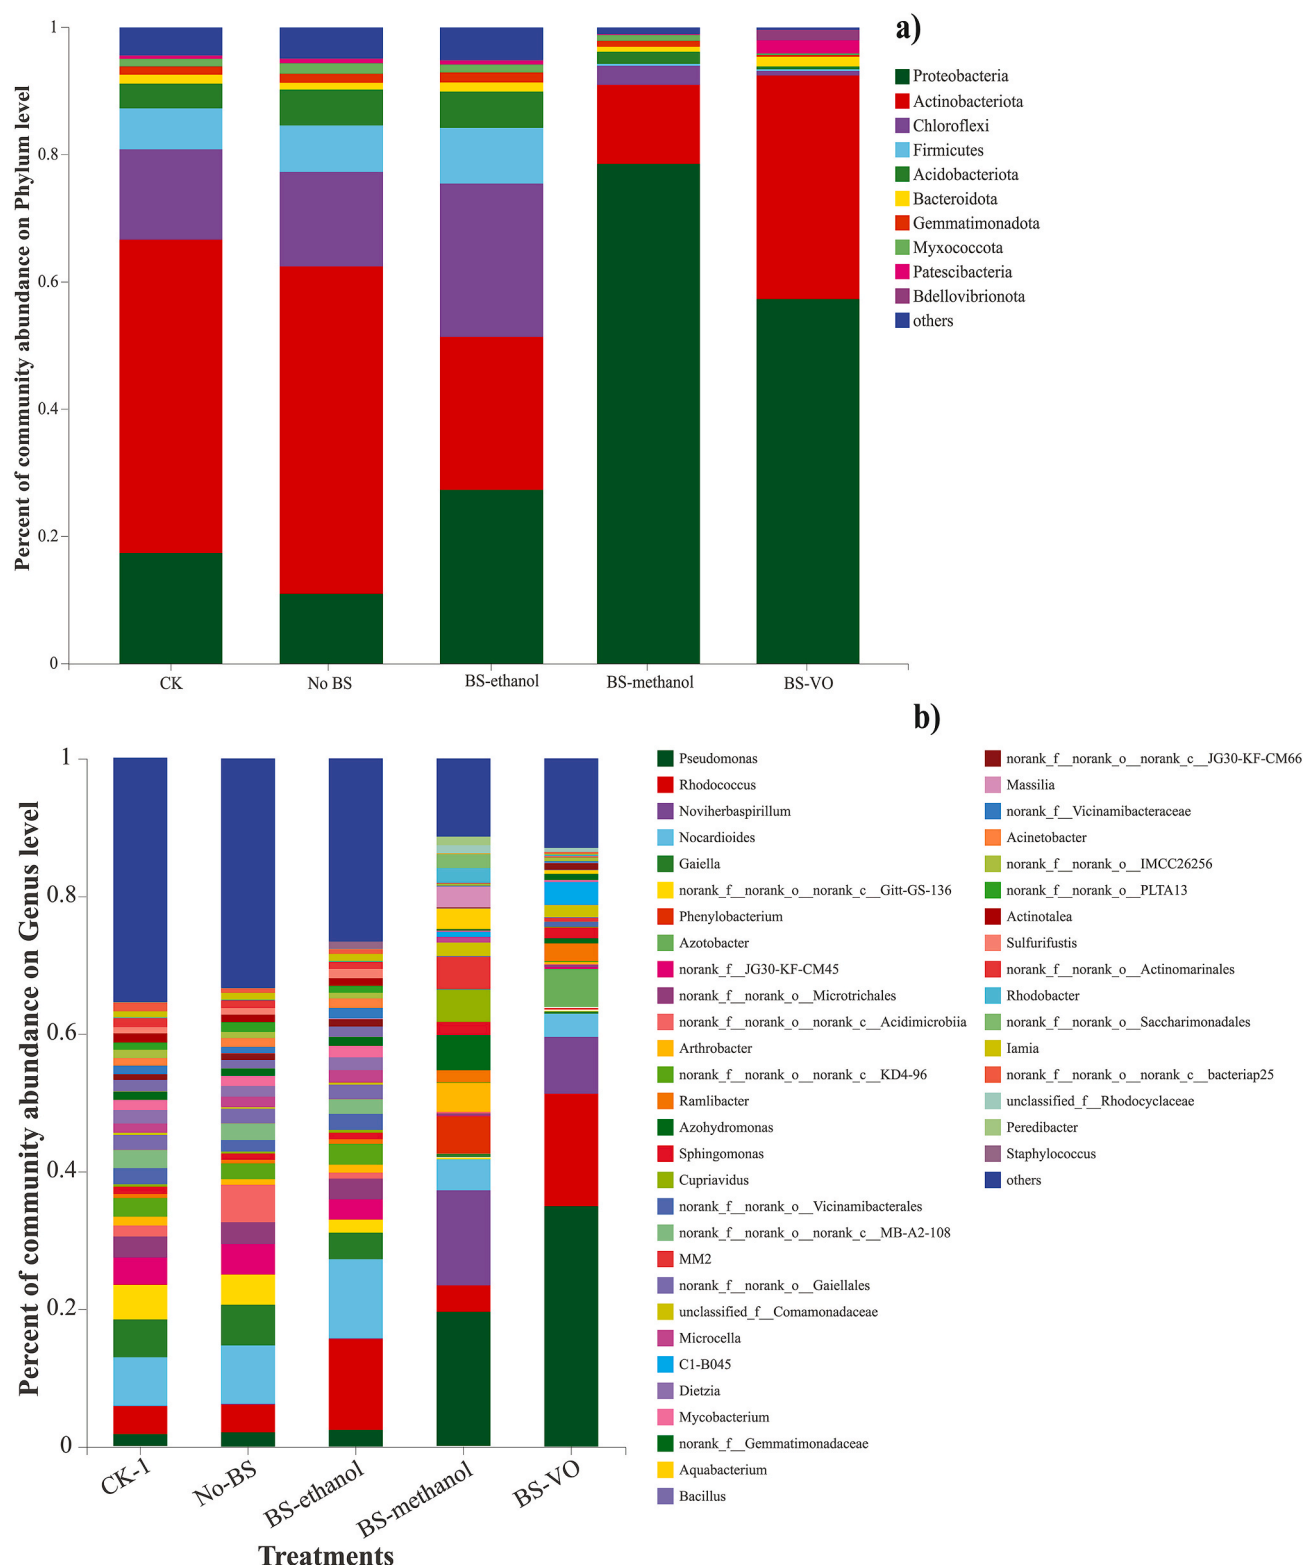 a)
Percent of community abundance on Phylum level
1
0.8
0.6
0.4
0.2
0
CK
No BS
BS-ethanol
BS-methanol
BS-VO
Proteobacteria
Actinobacteriota
Chloroflexi
Firmicutes
Acidobacteriota
Bacteroidota
Gemmatimonadota
Myxococcota
Patescibacteria
Bdellovibrionota
others
b)
Percent of community abundance on Genus level
1
0.8
0.6
0.4
0.2
0
CK-1
No-BS
BS-ethanol
BS-methanol
BS-VO
Treatments
Pseudomonas
Rhodococcus
Noviherbaspirillum
Nocardioides
Gaiella
norank_f__norank_o__norank_c__Gitt-GS-136
Phenylobacterium
Azotobacter
norank_f__JG30-KF-CM45
norank_f__norank_o__Microtrichales
norank_f__norank_o__norank_c__Acidimicrobiia
Arthrobacter
norank_f__norank_o__norank_c__KD4-96
Ramlibacter
Azohydromonas
Sphingomonas
Cupriavidus
norank_f__norank_o__Vicinamibacterales
norank_f__norank_o__norank_c__MB-A2-108
MM2
norank_f__norank_o__Gaiellales
unclassified_f__Comamonadaceae
Microcella
C1-B045
Dietzia
Mycobacterium
norank_f__Gemmatimonadaceae
Aquabacterium
Bacillus
norank_f__norank_o__norank_c__JG30-KF-CM66
Massilia
norank_f__Vicinamibacteraceae
Acinetobacter
norank_f__norank_o__IMCC26256
norank_f__norank_o__PLTA13
Actinotalea
Sulfurifustis
norank_f__norank_o__Actinomarinales
Rhodobacter
norank_f__norank_o__Saccharimonadales
Iamia
norank_f__norank_o__norank_c__bacteriap25
unclassified_f__Rhodocyclaceae
Peredibacter
Staphylococcus
others